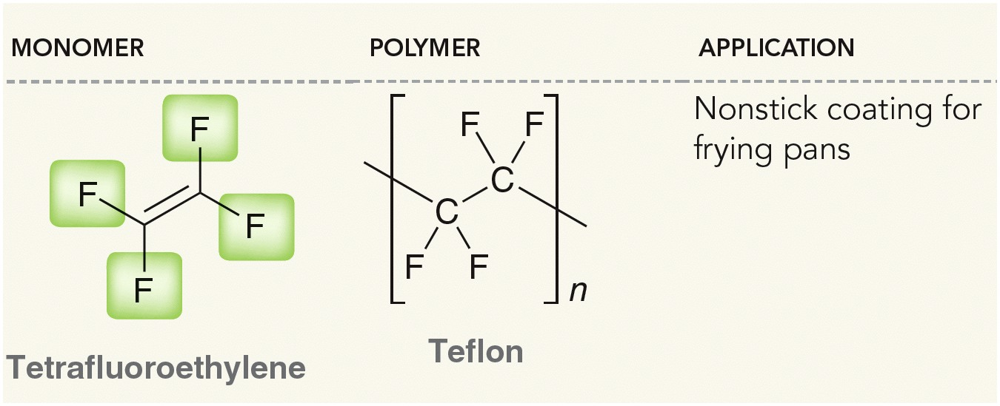 MONOMER POLYMER APPLICATION
Nonstick coating for
frying pans
F
F
F
F
F F
C
C
F F
n
Teflon
Tetrafluoroethylene